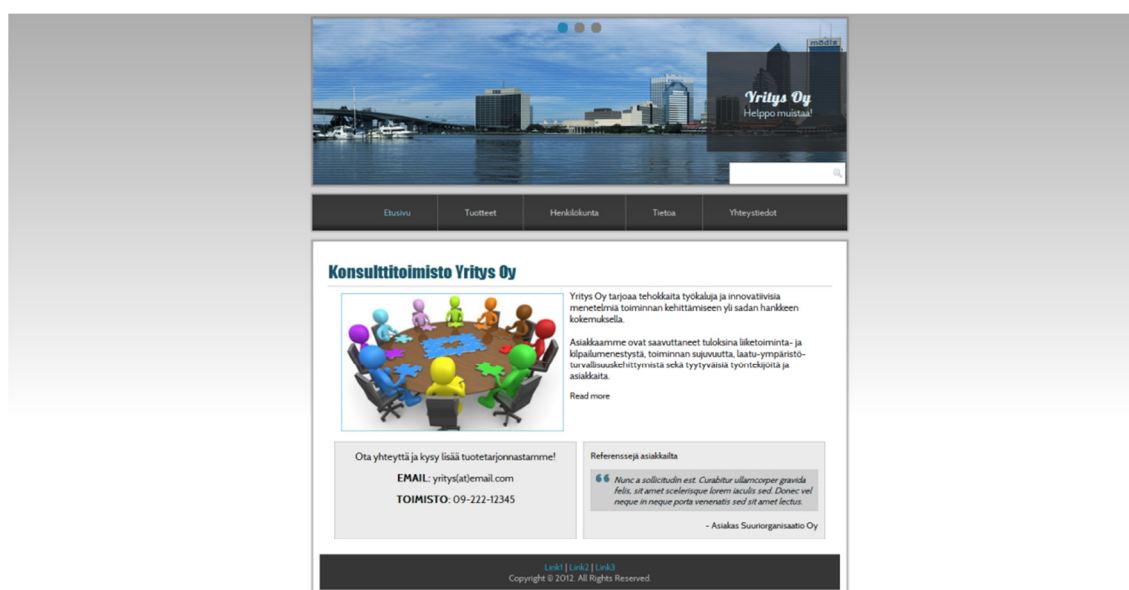 modis
Yritys Oy
Helppo muistaa!
Etusivu
Tuotteet
Henkilökunta
Tietoa
Yhteystiedot
Konsulttitoimisto Yritys Oy
Yritys Oy tarjoaa tehokkaita työkaluja ja innovatiivisia
menetelmiä toiminnan kehittämiseen yli sadan hankkeen
kokemuksella.
Asiakkaamme ovat saavuttaneet tuloksina liiketoiminta- ja
kilpailumenestystä, toiminnan sujuvuutta, laatu-ympäristö-
turvallisuuskehittymistä sekä tyytyväisiä työntekijöitä ja
asiakkaita.
Read more
Ota yhteyttä ja kysy lisää tuotetarjonnastamme!
EMAIL: yritys(at)email.com
TOIMISTO: 09-222-12345
Referenssejä asiakkailta
Nunc a sollicitudin est. Curabitur ullamcorper gravida
felis, sit amet scelerisque lorem iaculis sed. Donec vel
neque in neque porta venenatis sed sit amet lectus.
- Asiakas Suuriorganisaatio Oy
Link1 | Link2 | Link3
Copyright © 2012. All Rights Reserved.